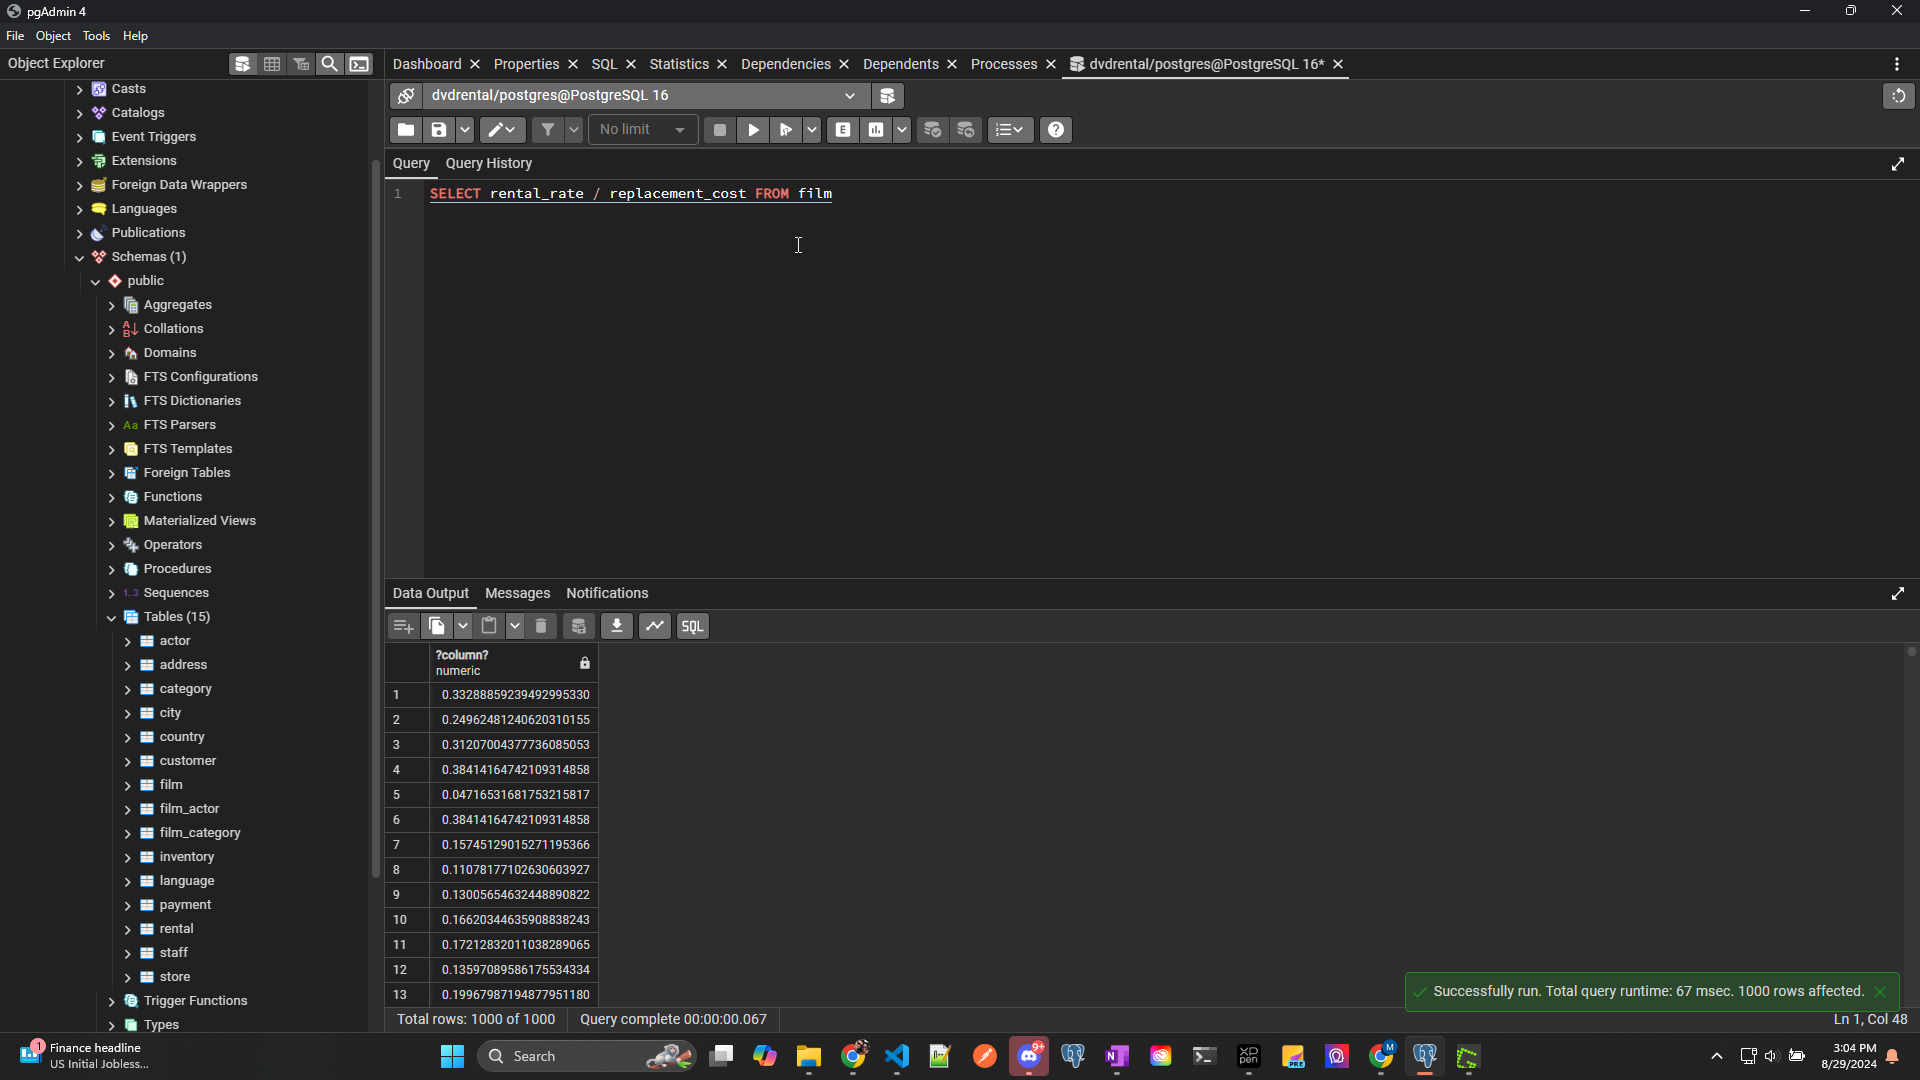 pgAdmin 4
File Object Tools Help
Object Explorer
Dashboard Properties SQL Statistics Dependencies Dependents Processes dvdrental/postgres@PostgreSQL 16*
Casts
Catalogs
Event Triggers
Extensions
Foreign Data Wrappers
Languages
Publications
Schemas (1)
public
Aggregates
Collations
Domains
FTS Configurations
FTS Dictionaries
Aa FTS Parsers
FTS Templates
Foreign Tables
Functions
Materialized Views
Operators
Procedures
1..3 Sequences
Tables (15)
actor
address
category
city
country
customer
film
film_actor
film_category
inventory
language
payment
rental
staff
store
Trigger Functions
Types
dvdrental/postgres@PostgreSQL 16
No limit
E
Query Query History
1 SELECT rental_rate / replacement_cost FROM film
Data Output Messages Notifications
SQL
?column?
numeric
1 0.33288859239492995330
2 0.24962481240620310155
3 0.31207004377736085053
4 0.38414164742109314858
5 0.04716531681753215817
6 0.38414164742109314858
7 0.15745129015271195366
8 0.11078177102630603927
9 0.13005654632448890822
10 0.16620344635908838243
11 0.17212832011038289065
12 0.13597089586175534334
13 0.19967987194877951180
Successfully run. Total query runtime: 67 msec. 1000 rows affected.
Total rows: 1000 of 1000 Query complete 00:00:00.067 Ln 1, Col 48
1
Finance headline
US Initial Jobless...
Search
PRE
9+
XP
pen
M
3:04 PM
8/29/2024